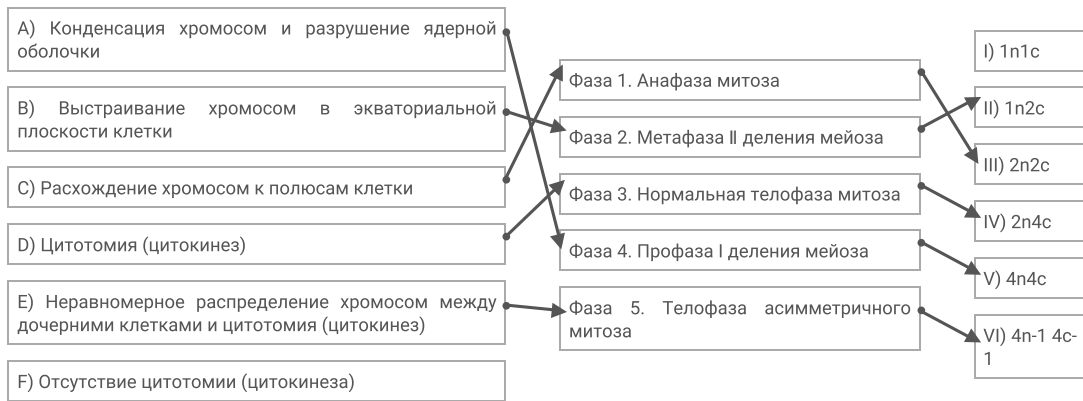 A) Конденсация хромосом и разрушение ядерной
оболочки
B) Выстраивание хромосом в экваториальной
плоскости клетки
C) Расхождение хромосом к полюсам клетки
D) Цитотомия (цитокинез)
E) Неравномерное распределение хромосом между
дочерними клетками и цитотомия (цитокинез)
F) Отсутствие цитотомии (цитокинеза)
Фаза 1. Анафаза митоза
Фаза 2. Метафаза II деления мейоза
Фаза 3. Нормальная телофаза митоза
Фаза 4. Профаза I деления мейоза
Фаза 5. Телофаза асимметричного
митоза
I) 1n1c
II) 1n2c
III) 2n2c
IV) 2n4c
V) 4n4c
VI) 4n-1 4c-
1